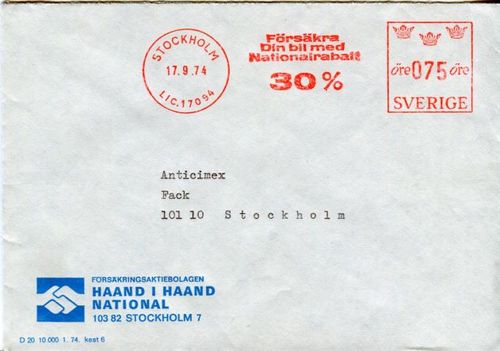 STOCKHOLM
17.9.74
LIC.17094
Försäkra
Din bil med
Nationalrabatt
30%
öre 075 öre
SVERIGE
Anticimex
Fack
101 10 Stockholm
FÖRSÄKRINGSAKTIEBOLAGEN
HAAND I HAAND
NATIONAL
103 82 STOCKHOLM 7
D 20 10.000 1. 74. kest 6